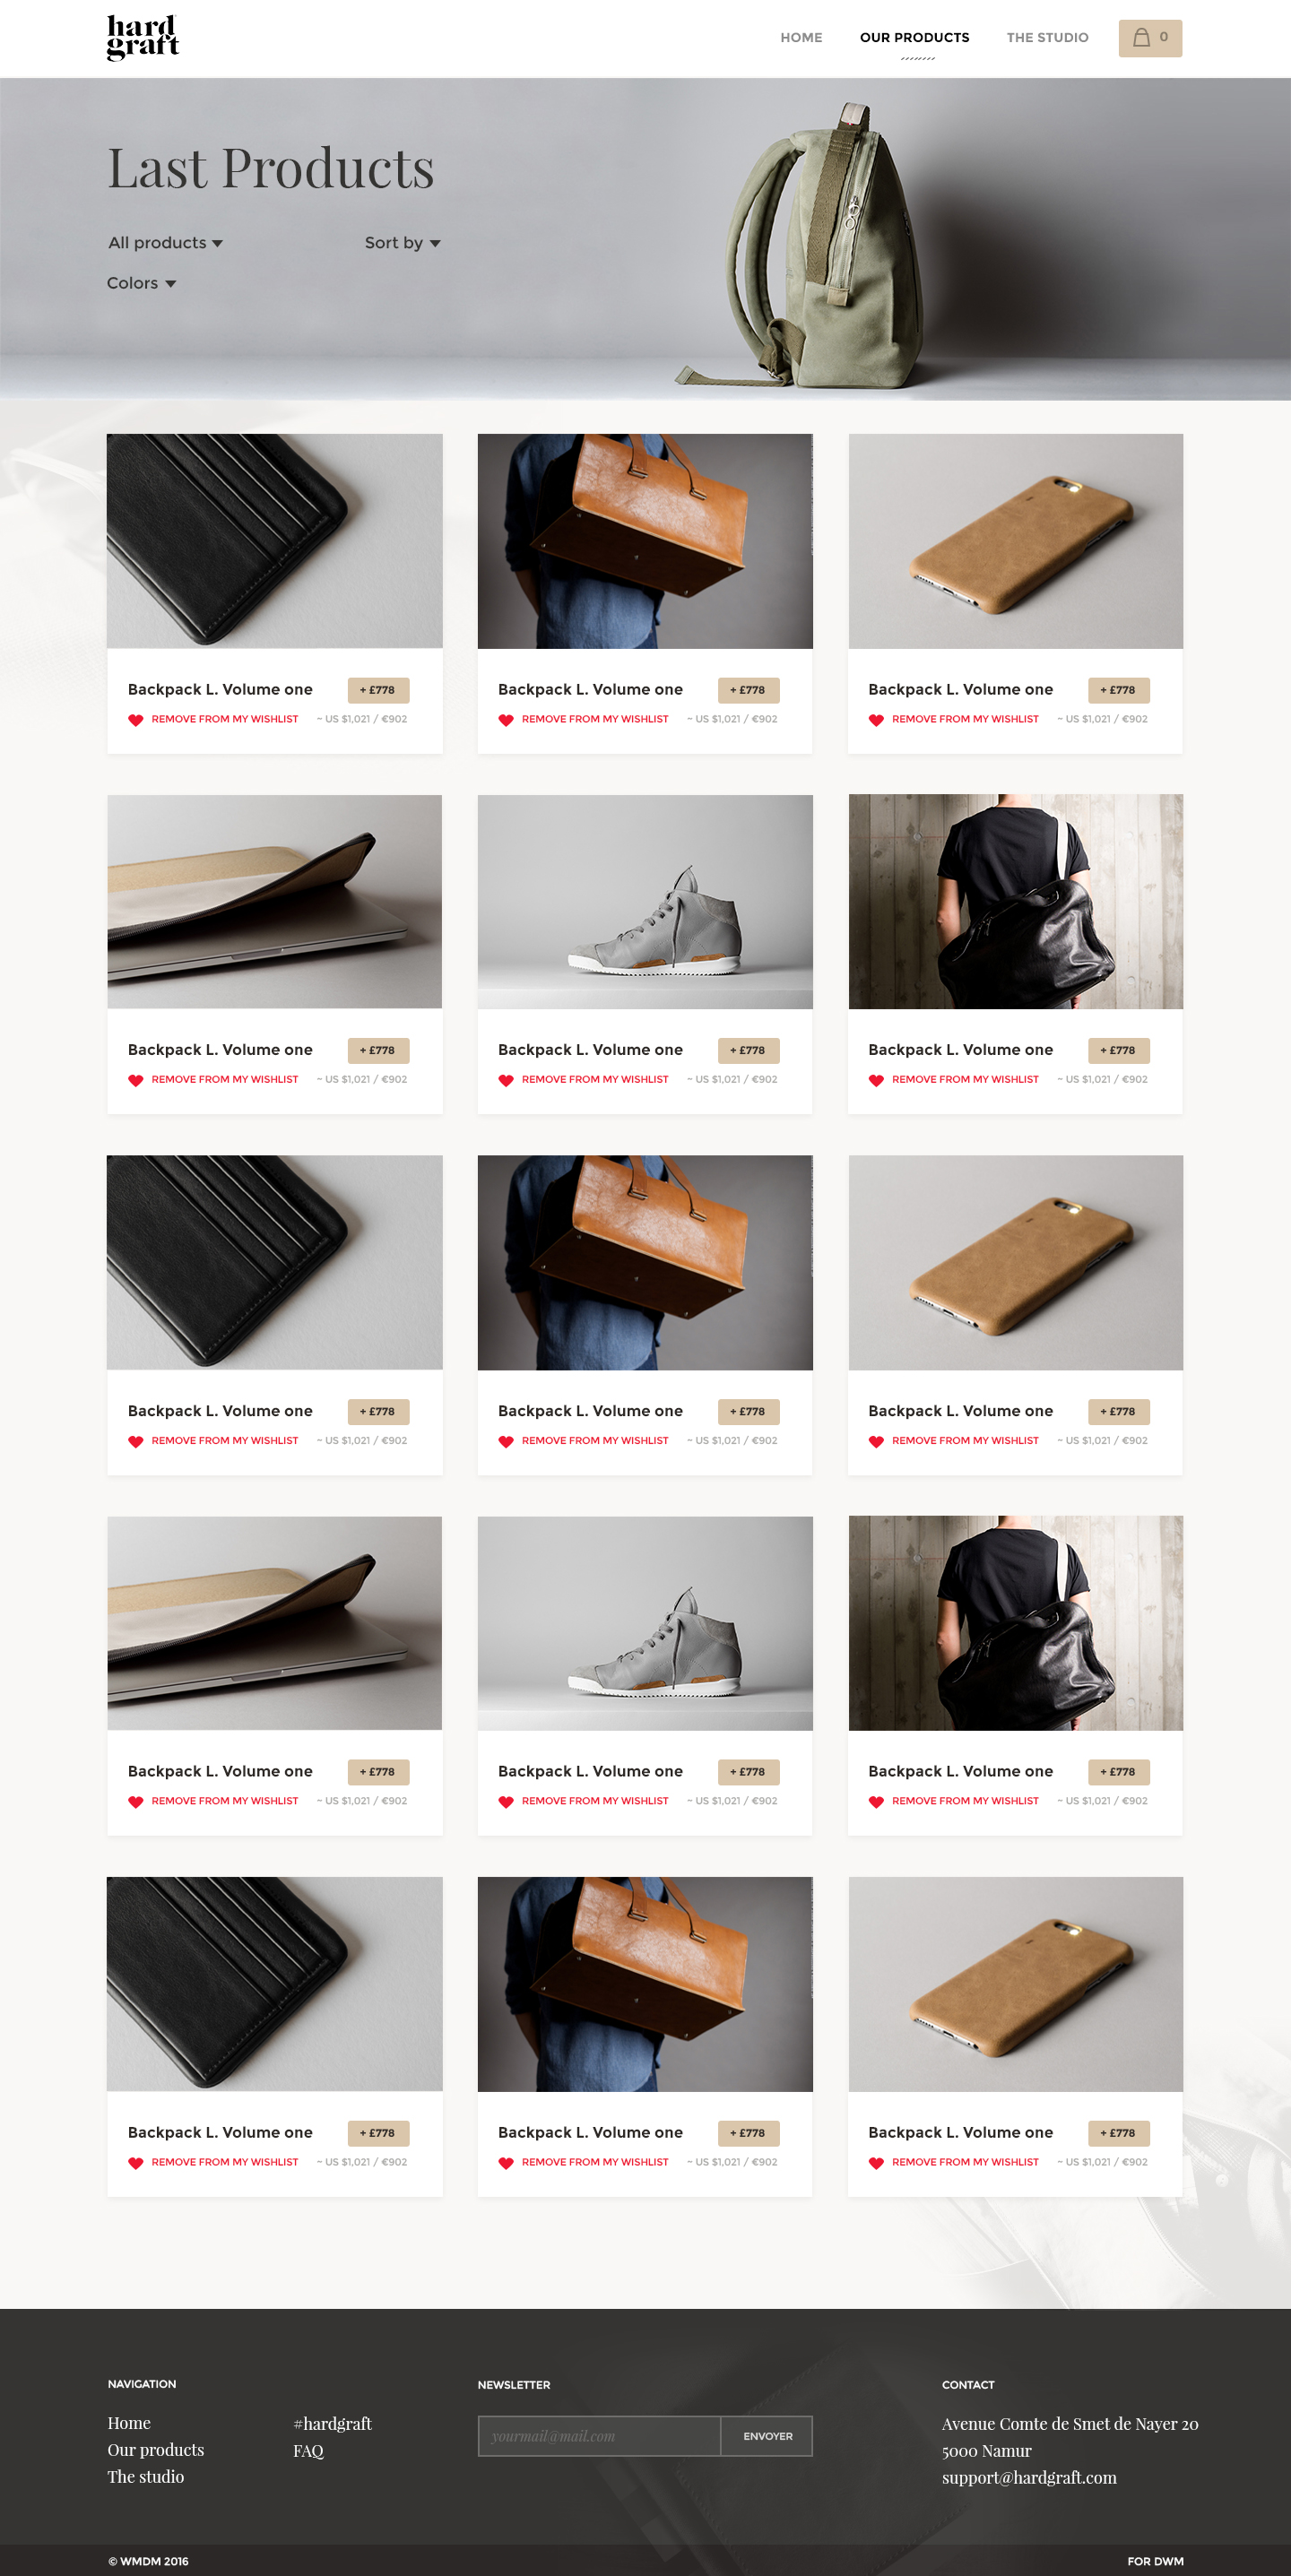 hard
graft
HOME OUR PRODUCTS THE STUDIO 0
Last Products
All products Sort by
Colors
Backpack L. Volume one + £778
REMOVE FROM MY WISHLIST ~ US $1,021 / €902
Backpack L. Volume one + £778
REMOVE FROM MY WISHLIST ~ US $1,021 / €902
Backpack L. Volume one + £778
REMOVE FROM MY WISHLIST ~ US $1,021 / €902
Backpack L. Volume one + £778
REMOVE FROM MY WISHLIST ~ US $1,021 / €902
Backpack L. Volume one + £778
REMOVE FROM MY WISHLIST ~ US $1,021 / €902
Backpack L. Volume one + £778
REMOVE FROM MY WISHLIST ~ US $1,021 / €902
Backpack L. Volume one + £778
REMOVE FROM MY WISHLIST ~ US $1,021 / €902
Backpack L. Volume one + £778
REMOVE FROM MY WISHLIST ~ US $1,021 / €902
Backpack L. Volume one + £778
REMOVE FROM MY WISHLIST ~ US $1,021 / €902
Backpack L. Volume one + £778
REMOVE FROM MY WISHLIST ~ US $1,021 / €902
Backpack L. Volume one + £778
REMOVE FROM MY WISHLIST ~ US $1,021 / €902
Backpack L. Volume one + £778
REMOVE FROM MY WISHLIST ~ US $1,021 / €902
Backpack L. Volume one + £778
REMOVE FROM MY WISHLIST ~ US $1,021 / €902
Backpack L. Volume one + £778
REMOVE FROM MY WISHLIST ~ US $1,021 / €902
Backpack L. Volume one + £778
REMOVE FROM MY WISHLIST ~ US $1,021 / €902
NAVIGATION
Home
Our products
The studio
#hardgraft
FAQ
NEWSLETTER
yourmail@mail.com ENVOYER
CONTACT
Avenue Comte de Smet de Nayer 20
5000 Namur
support@hardgraft.com
© WMDM 2016 FOR DWM